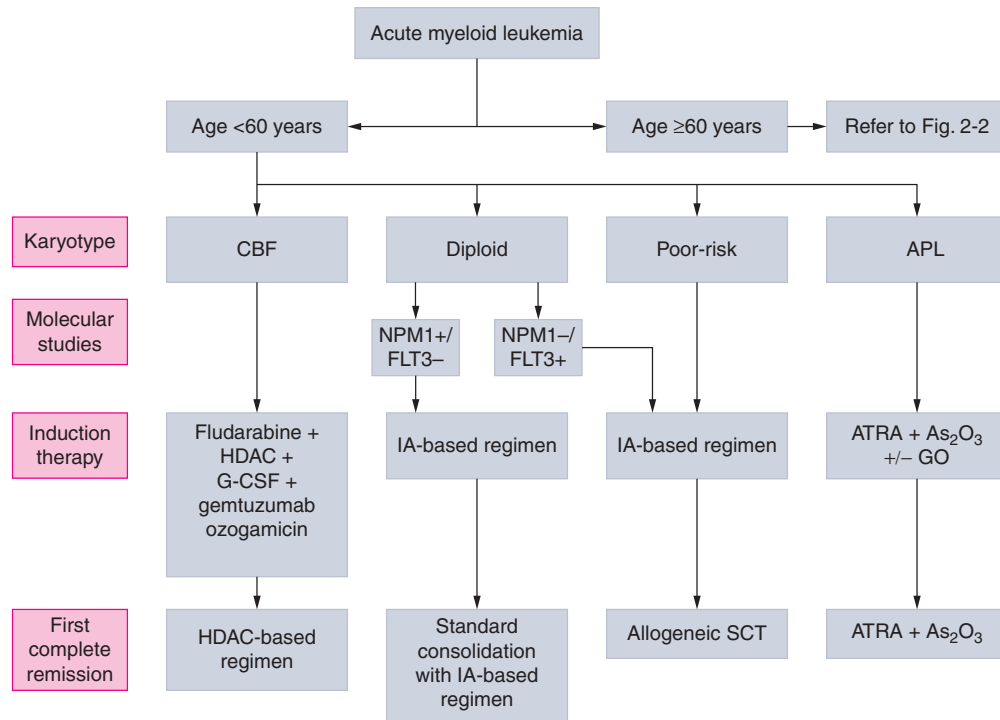 Acute myeloid leukemia
Age <60 years
Age ≥60 years
Refer to Fig. 2-2
Karyotype
CBF
Diploid
Poor-risk
APL
Molecular
studies
NPM1+/
FLT3–
NPM1–/
FLT3+
Induction
therapy
Fludarabine +
HDAC +
G-CSF +
gemtuzumab
ozogamicin
IA-based regimen
IA-based regimen
ATRA + As₂O₃
+/– GO
First
complete
remission
HDAC-based
regimen
Standard
consolidation
with IA-based
regimen
Allogeneic SCT
ATRA + As₂O₃